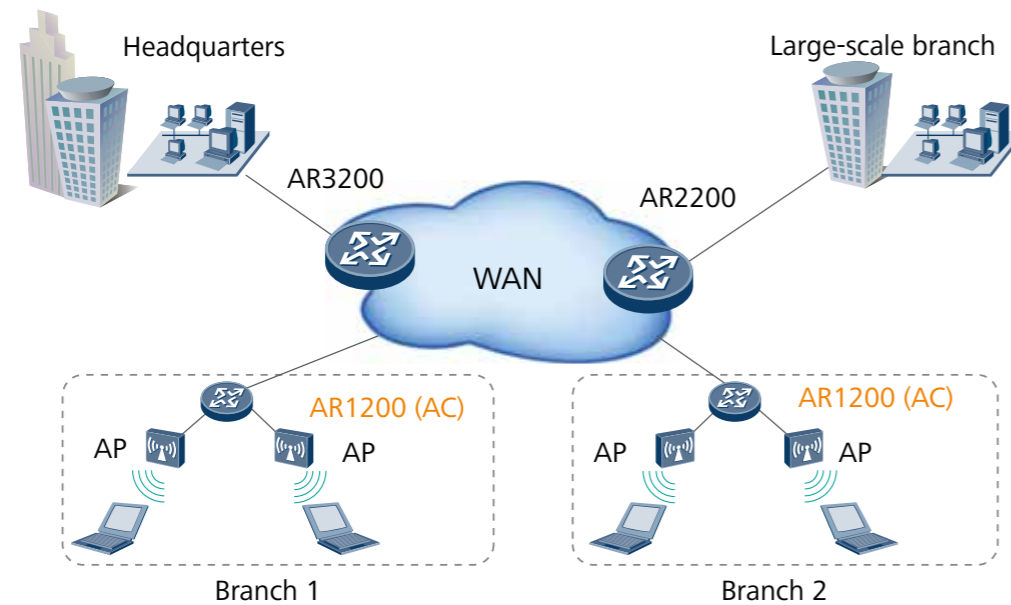 Headquarters
Large-scale branch
AR3200
AR2200
WAN
AR1200 (AC)
AR1200 (AC)
AP
AP
AP
AP
Branch 1
Branch 2